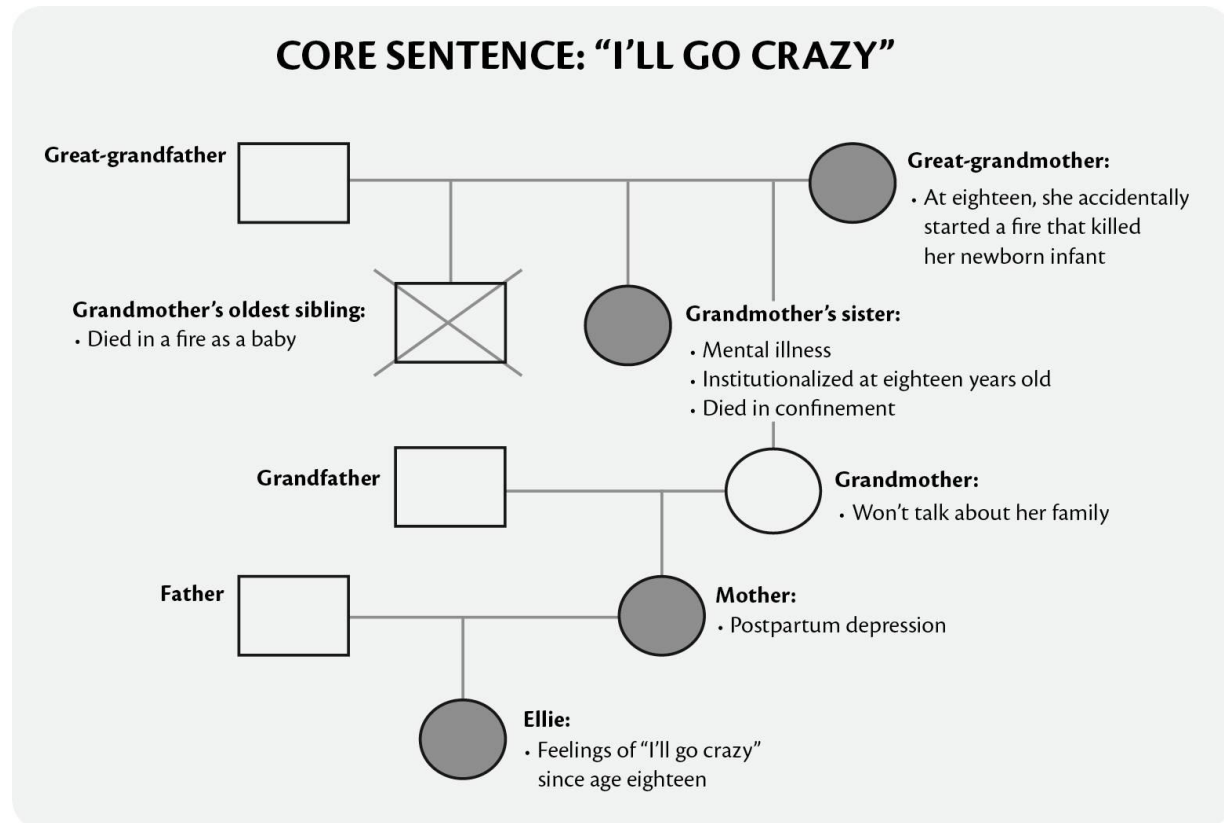 CORE SENTENCE: “I’LL GO CRAZY”
Great-grandfather
Great-grandmother:
• At eighteen, she accidentally
started a fire that killed
her newborn infant
Grandmother’s oldest sibling:
• Died in a fire as a baby
Grandmother’s sister:
• Mental illness
• Institutionalized at eighteen years old
• Died in confinement
Grandfather
Grandmother:
• Won’t talk about her family
Father
Mother:
• Postpartum depression
Ellie:
• Feelings of “I’ll go crazy”
since age eighteen